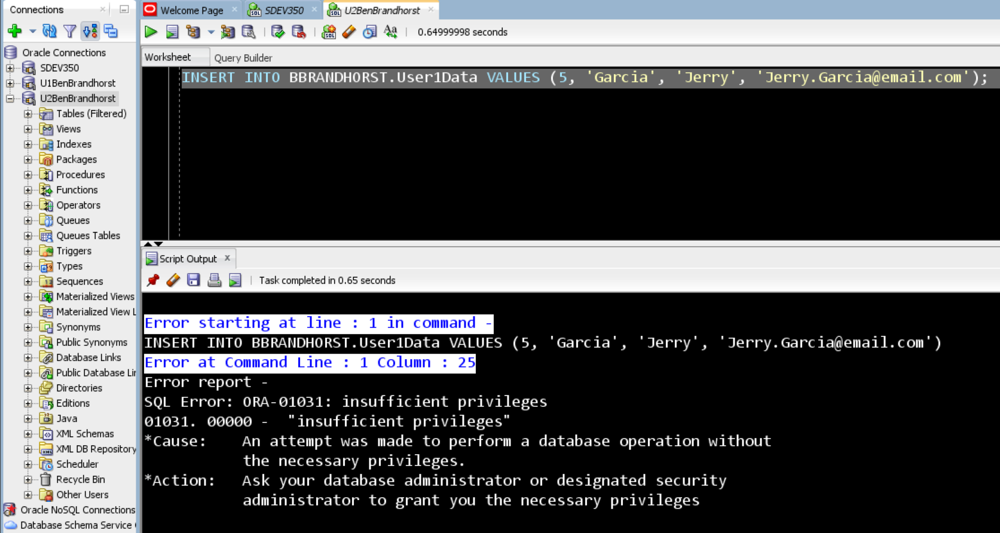 Connections
Welcome Page
SDEV350
U2BenBrandhorst
0.64999998 seconds
Oracle Connections
SDEV350
U1BenBrandhorst
U2BenBrandhorst
Tables (Filtered)
Views
Indexes
Packages
Procedures
Functions
Operators
Queues
Queues Tables
Triggers
Types
Sequences
Materialized Views
Materialized View L
Synonyms
Public Synonyms
Database Links
Public Database Lin
Directories
Editions
Java
XML Schemas
XML DB Repository
Scheduler
Recycle Bin
Other Users
Oracle NoSQL Connections
Database Schema Service
Worksheet Query Builder
INSERT INTO BBRANDHORST.User1Data VALUES (5, 'Garcia', 'Jerry', 'Jerry.Garcia@email.com');
Script Output
Task completed in 0.65 seconds
Error starting at line : 1 in command -
INSERT INTO BBRANDHORST.User1Data VALUES (5, 'Garcia', 'Jerry', 'Jerry.Garcia@email.com')
Error at Command Line : 1 Column : 25
Error report -
SQL Error: ORA-01031: insufficient privileges
01031. 00000 - "insufficient privileges"
*Cause: An attempt was made to perform a database operation without
the necessary privileges.
*Action: Ask your database administrator or designated security
administrator to grant you the necessary privileges